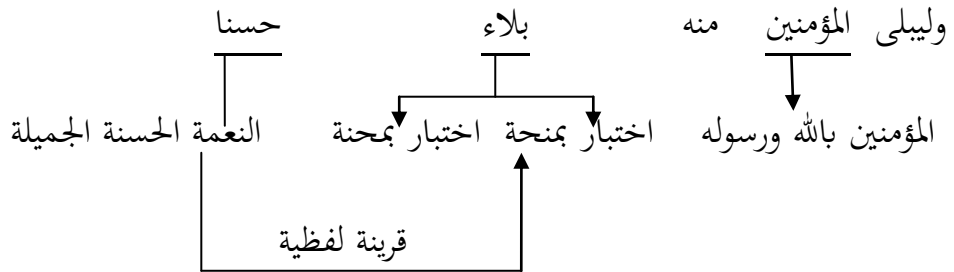 وليبلى المؤمنين منه بلاء حسنا
المؤمنين بالله ورسوله اختبار بمنحة اختبار بمحنة النعمة الحسنة الجميلة
قرينة لفظية